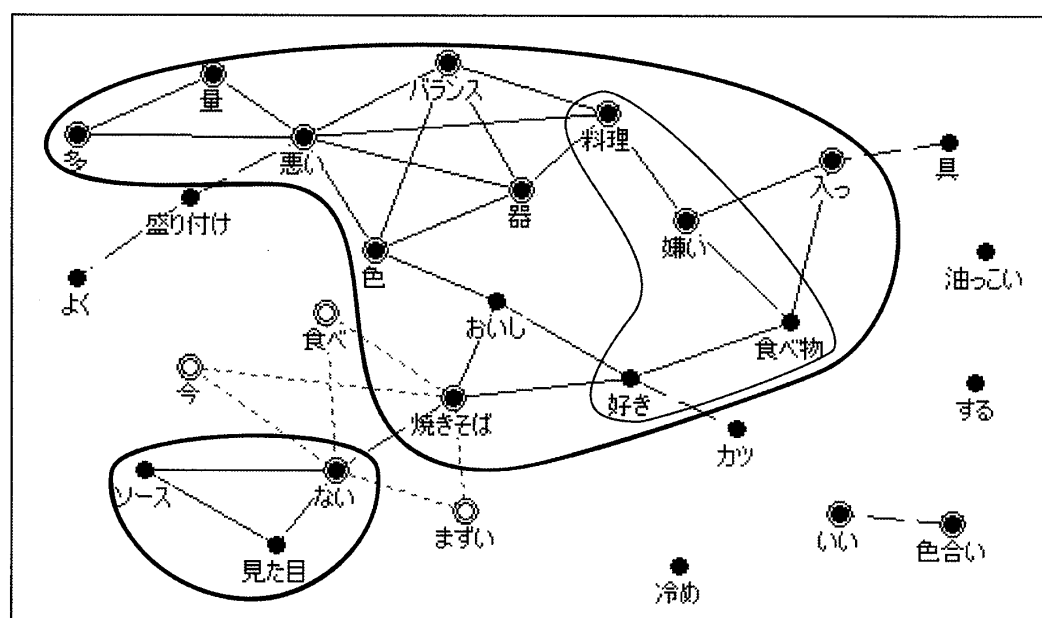 量
バランス
多
悪い
料理
具
入っ
盛り付け
器
嫌い
色
油っこい
よく
おいし
食べ
食べ物
今
好き
する
焼きそば
カツ
ソース
ない
まずい
いい
色合い
見た目
冷め